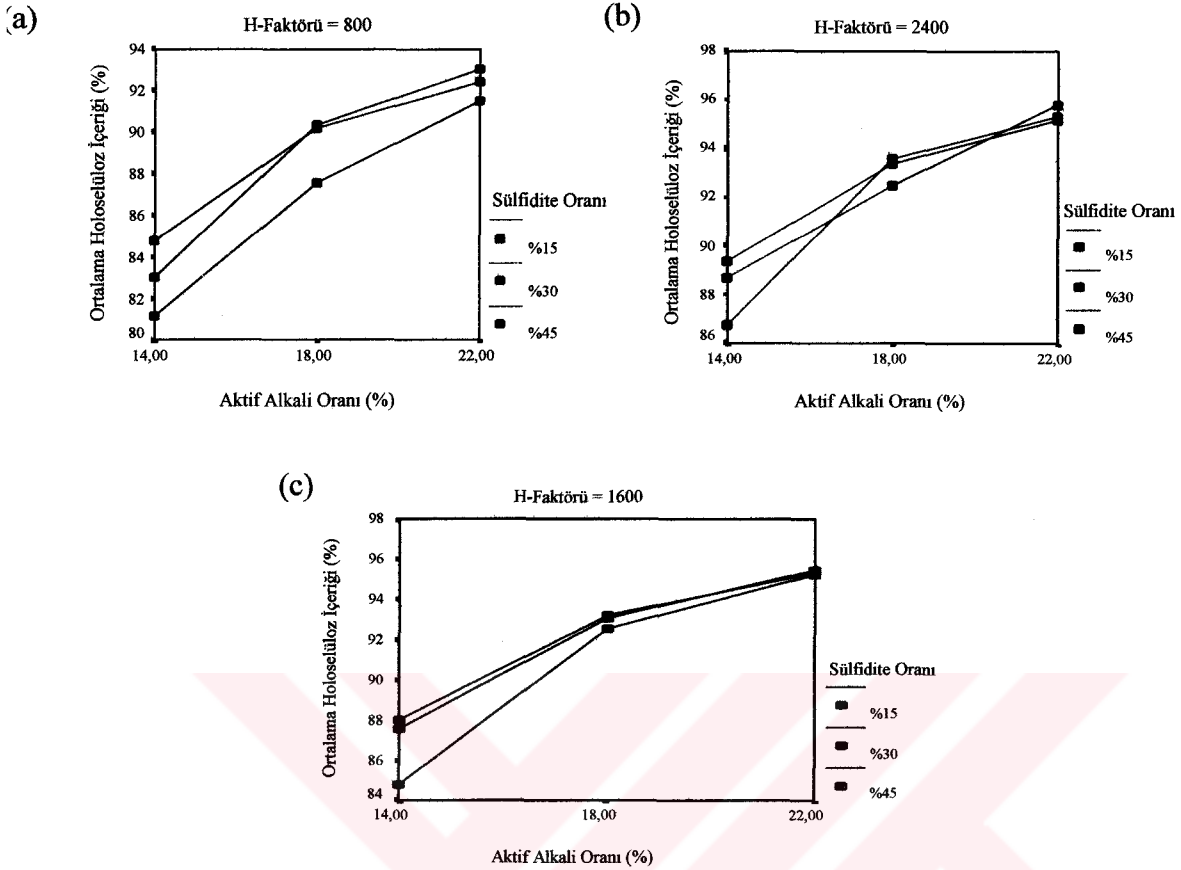 (a)
H-Faktörü = 800
Ortalama Holoselüloz İçeriği (%)
94
92
90
88
86
84
82
80
14,00
18,00
22,00
Aktif Alkali Oranı (%)
Sülfidite Oranı
%15
%30
%45
(b)
H-Faktörü = 2400
Ortalama Holoselüloz İçeriği (%)
98
96
94
92
90
88
86
14,00
18,00
22,00
Aktif Alkali Oranı (%)
Sülfidite Oranı
%15
%30
%45
(c)
H-Faktörü = 1600
Ortalama Holoselüloz İçeriği (%)
98
96
94
92
90
88
86
84
14,00
18,00
22,00
Aktif Alkali Oranı (%)
Sülfidite Oranı
%15
%30
%45